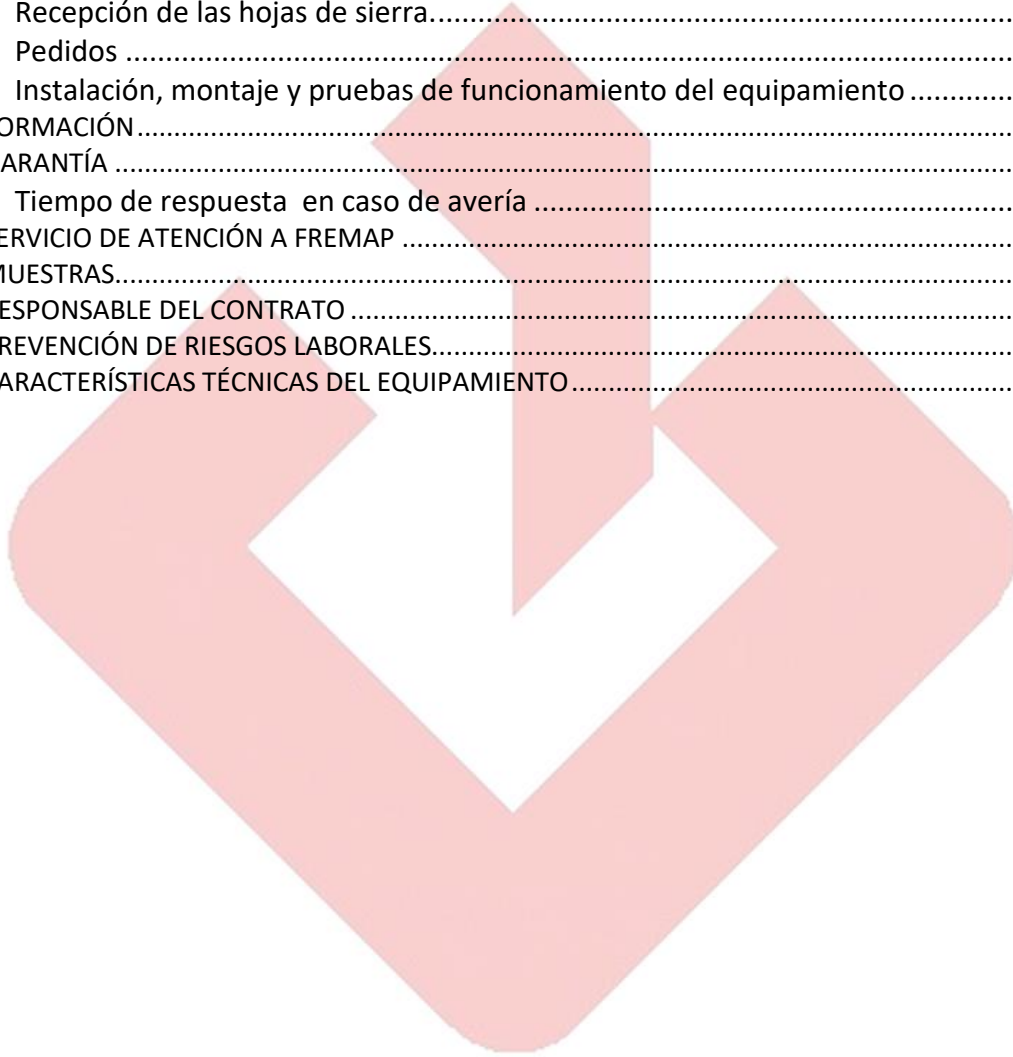 Recepción de las hojas de sierra.......................................................................................
Pedidos ..............................................................................................................................
Instalación, montaje y pruebas de funcionamiento del equipamiento .............
ORMACIÓN..............................................................................................................................
ARANTÍA .................................................................................................................................
Tiempo de respuesta  en caso de avería ...................................................................
ERVICIO DE ATENCIÓN A FREMAP .......................................................................................
MUESTRAS................................................................................................................................
ESPONSABLE DEL CONTRATO ...............................................................................................
REVENCIÓN DE RIESGOS LABORALES...................................................................................
ARACTERÍSTICAS TÉCNICAS DEL EQUIPAMIENTO................................................................